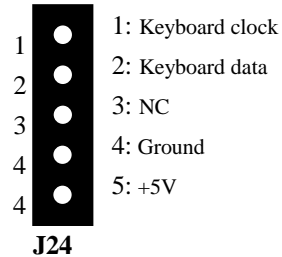 1
2
3
4
4
1: Keyboard clock
2: Keyboard data
3: NC
4: Ground
5: +5V
J24